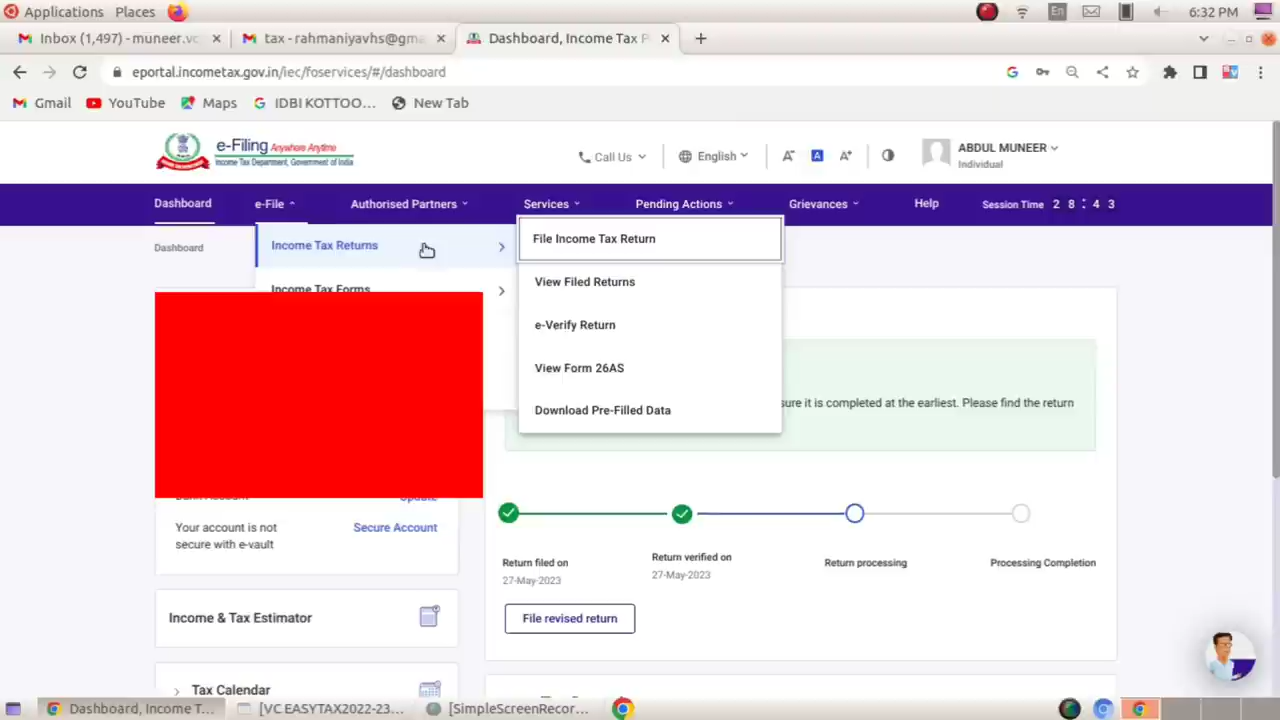 Applications Places 6:32 PM
En
Inbox (1,497) - muneer.vc tax - rahmaniyavhs@gma Dashboard, Income Tax P
eportal.incometax.gov.in/iec/foservices/#/dashboard
Gmail YouTube Maps IDBI KOTTOO... New Tab
e-Filing Anywhere Anytime
Income Tax Department, Government of India
Call Us English A- A A+ ABDUL MUNEER
Individual
Dashboard e-File Authorised Partners Services Pending Actions Grievances Help Session Time 2 8 : 4 3
Dashboard
Income Tax Returns
Income Tax Forms
File Income Tax Return
View Filed Returns
e-Verify Return
View Form 26AS
Download Pre-Filled Data
sure it is completed at the earliest. Please find the return
Bank Account Update
Your account is not
secure with e-vault
Secure Account
Return filed on
27-May-2023
Return verified on
27-May-2023
Return processing
Processing Completion
File revised return
Income & Tax Estimator
Tax Calendar
Dashboard, Income T... [VC EASYTAX2022-23... [SimpleScreenRecor...